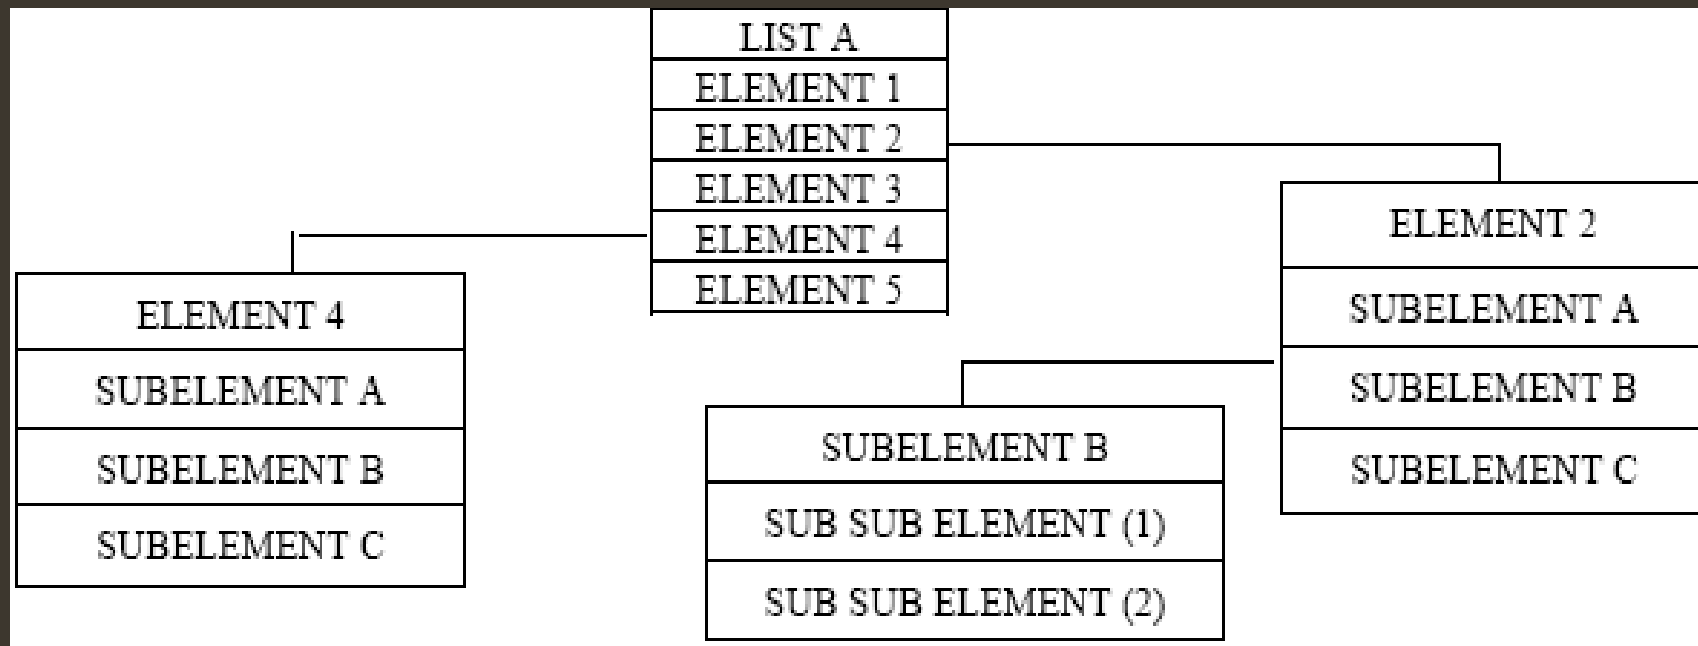 LIST A
ELEMENT 1
ELEMENT 2
ELEMENT 3
ELEMENT 4
ELEMENT 5
ELEMENT 4
SUBELEMENT A
SUBELEMENT B
SUBELEMENT C
ELEMENT 2
SUBELEMENT A
SUBELEMENT B
SUBELEMENT C
SUBELEMENT B
SUB SUB ELEMENT (1)
SUB SUB ELEMENT (2)